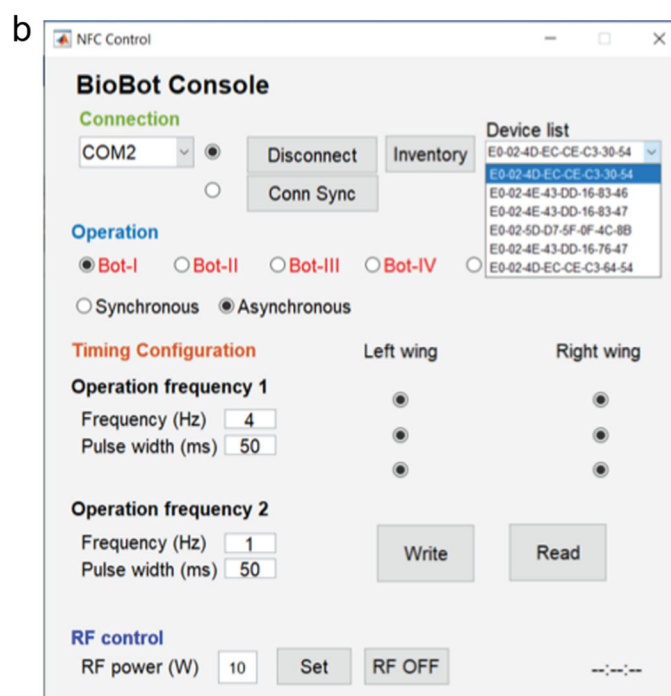 b
NFC Control
BioBot Console
Connection
COM2
Disconnect
Inventory
Device list
E0-02-4D-EC-CE-C3-30-54
E0-02-4D-EC-CE-C3-30-54
E0-02-4E-43-DD-16-83-46
E0-02-4E-43-DD-16-83-47
E0-02-5D-D7-5F-0F-4C-8B
E0-02-4E-43-DD-16-76-47
E0-02-4D-EC-CE-C3-64-54
Conn Sync
Operation
Bot-I Bot-II Bot-III Bot-IV
Synchronous Asynchronous
Timing Configuration
Left wing
Right wing
Operation frequency 1
Frequency (Hz) 4
Pulse width (ms) 50
Operation frequency 2
Frequency (Hz) 1
Pulse width (ms) 50
Write
Read
RF control
RF power (W) 10
Set
RF OFF
--:--:--